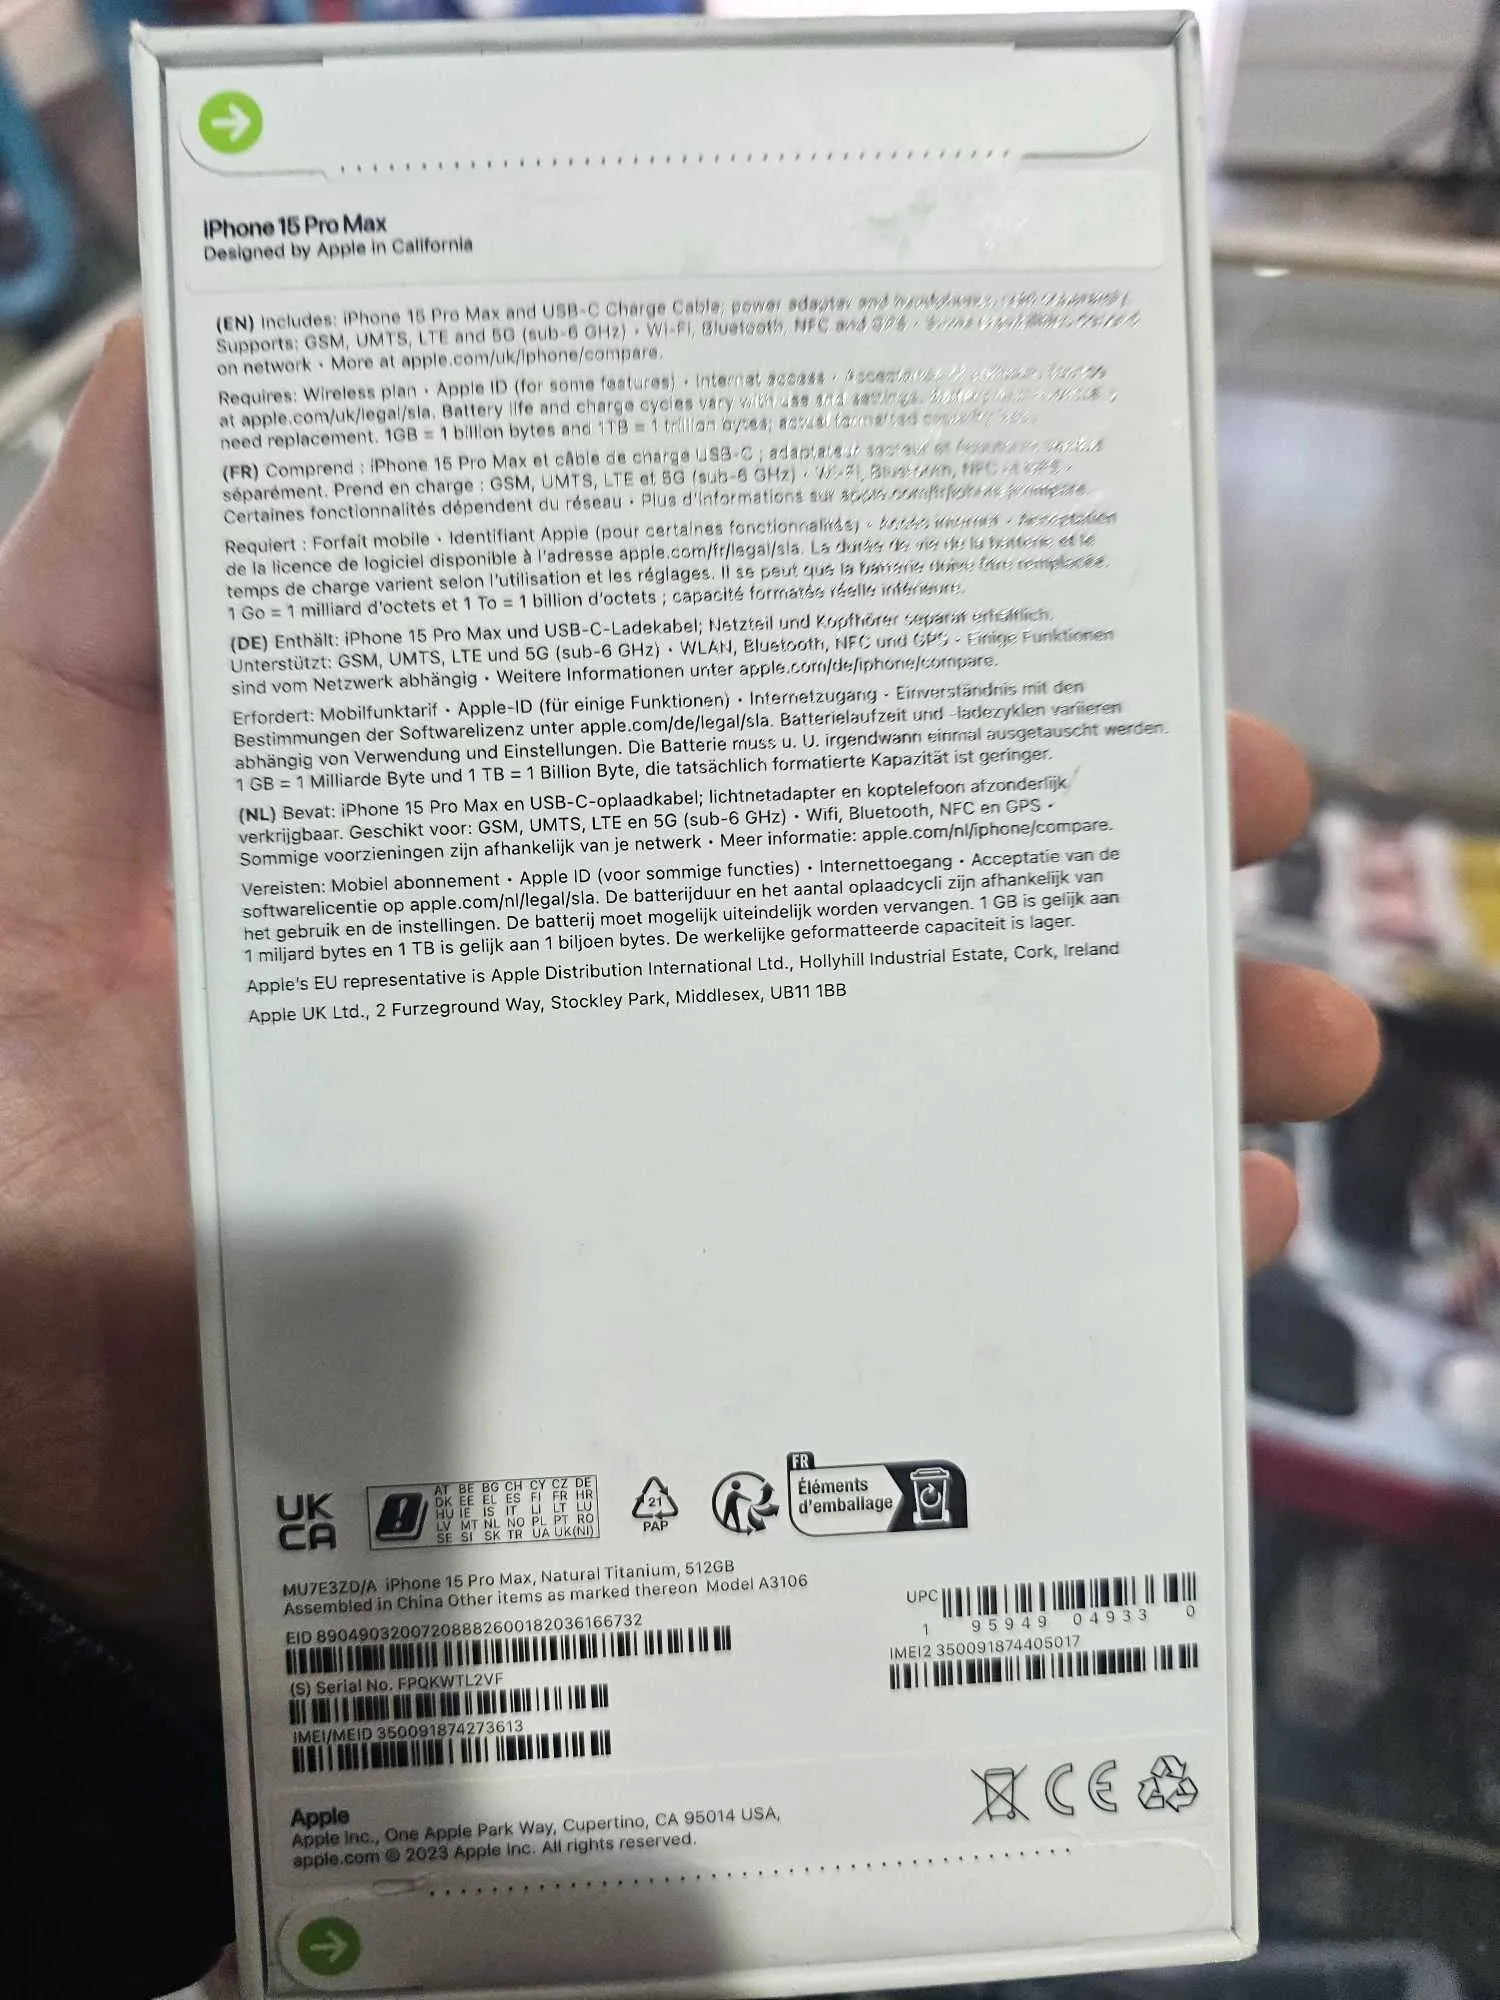 iPhone 15 Pro Max
Designed by Apple in California
(EN) Includes: iPhone 15 Pro Max and USB-C Charge Cable; power adapter and headphones
Supports: GSM, UMTS, LTE and 5G (sub-6 GHz) • Wi-Fi, Bluetooth, NFC and GPS •
on network • More at apple.com/uk/iphone/compare.
Requires: Wireless plan • Apple ID (for some features) • Internet access •
at apple.com/uk/legal/sla. Battery life and charge cycles vary with use and settings.
need replacement. 1GB = 1 billion bytes and 1TB = 1 trillion bytes; actual formatted capacity
(FR) Comprend : iPhone 15 Pro Max et câble de charge USB-C ; adaptateur secteur et
séparément. Prend en charge : GSM, UMTS, LTE et 5G (sub-6 GHz) • Wi-Fi, Bluetooth, NFC
Certaines fonctionnalités dépendent du réseau • Plus d'informations sur apple.com/fr/iphone/compare.
Requiert : Forfait mobile • Identifiant Apple (pour certaines fonctionnalités) • Accès internet • Acceptation
de la licence de logiciel disponible à l'adresse apple.com/fr/legal/sla. La durée de vie de la batterie et le
temps de charge varient selon l'utilisation et les réglages. Il se peut que la batterie doive être remplacée.
1 Go = 1 milliard d'octets et 1 To = 1 billion d'octets ; capacité formatée réelle inférieure.
(DE) Enthält: iPhone 15 Pro Max und USB-C-Ladekabel; Netzteil und Kopfhörer separat erhältlich.
Unterstützt: GSM, UMTS, LTE und 5G (sub-6 GHz) • WLAN, Bluetooth, NFC und GPS • Einige Funktionen
sind vom Netzwerk abhängig • Weitere Informationen unter apple.com/de/iphone/compare.
Erfordert: Mobilfunktarif • Apple-ID (für einige Funktionen) • Internetzugang • Einverständnis mit den
Bestimmungen der Softwarelizenz unter apple.com/de/legal/sla. Batterielaufzeit und -ladezyklen variieren
abhängig von Verwendung und Einstellungen. Die Batterie muss u. U. irgendwann einmal ausgetauscht werden.
1 GB = 1 Milliarde Byte und 1 TB = 1 Billion Byte, die tatsächlich formatierte Kapazität ist geringer.
(NL) Bevat: iPhone 15 Pro Max en USB-C-oplaadkabel; lichtnetadapter en koptelefoon afzonderlijk
verkrijgbaar. Geschikt voor: GSM, UMTS, LTE en 5G (sub-6 GHz) • Wifi, Bluetooth, NFC en GPS •
Sommige voorzieningen zijn afhankelijk van je netwerk • Meer informatie: apple.com/nl/iphone/compare.
Vereisten: Mobiel abonnement • Apple ID (voor sommige functies) • Internettoegang • Acceptatie van de
softwarelicentie op apple.com/nl/legal/sla. De batterijduur en het aantal oplaadcycli zijn afhankelijk van
het gebruik en de instellingen. De batterij moet mogelijk uiteindelijk worden vervangen. 1 GB is gelijk aan
1 miljard bytes en 1 TB is gelijk aan 1 biljoen bytes. De werkelijke geformatteerde capaciteit is lager.
Apple's EU representative is Apple Distribution International Ltd., Hollyhill Industrial Estate, Cork, Ireland
Apple UK Ltd., 2 Furzeground Way, Stockley Park, Middlesex, UB11 1BB
UK
CA
AT BE BG CH CY CZ DE
DK EE EL ES FI FR HR
HU IE IS IT LI LT LU
LV MT NL NO PL PT RO
SE SI SK TR UA UK(NI)
21
PAP
FR
Éléments
d'emballage
MU7E3ZD/A iPhone 15 Pro Max, Natural Titanium, 512GB
Assembled in China Other items as marked thereon Model A3106
EID 89049032007208882600182036166732
(S) Serial No. FPQKWTL2VF
IMEI/MEID 350091874273613
UPC
1 95949 04933 0
IMEI2 350091874405017
Apple
Apple Inc., One Apple Park Way, Cupertino, CA 95014 USA,
apple.com © 2023 Apple Inc. All rights reserved.
CE